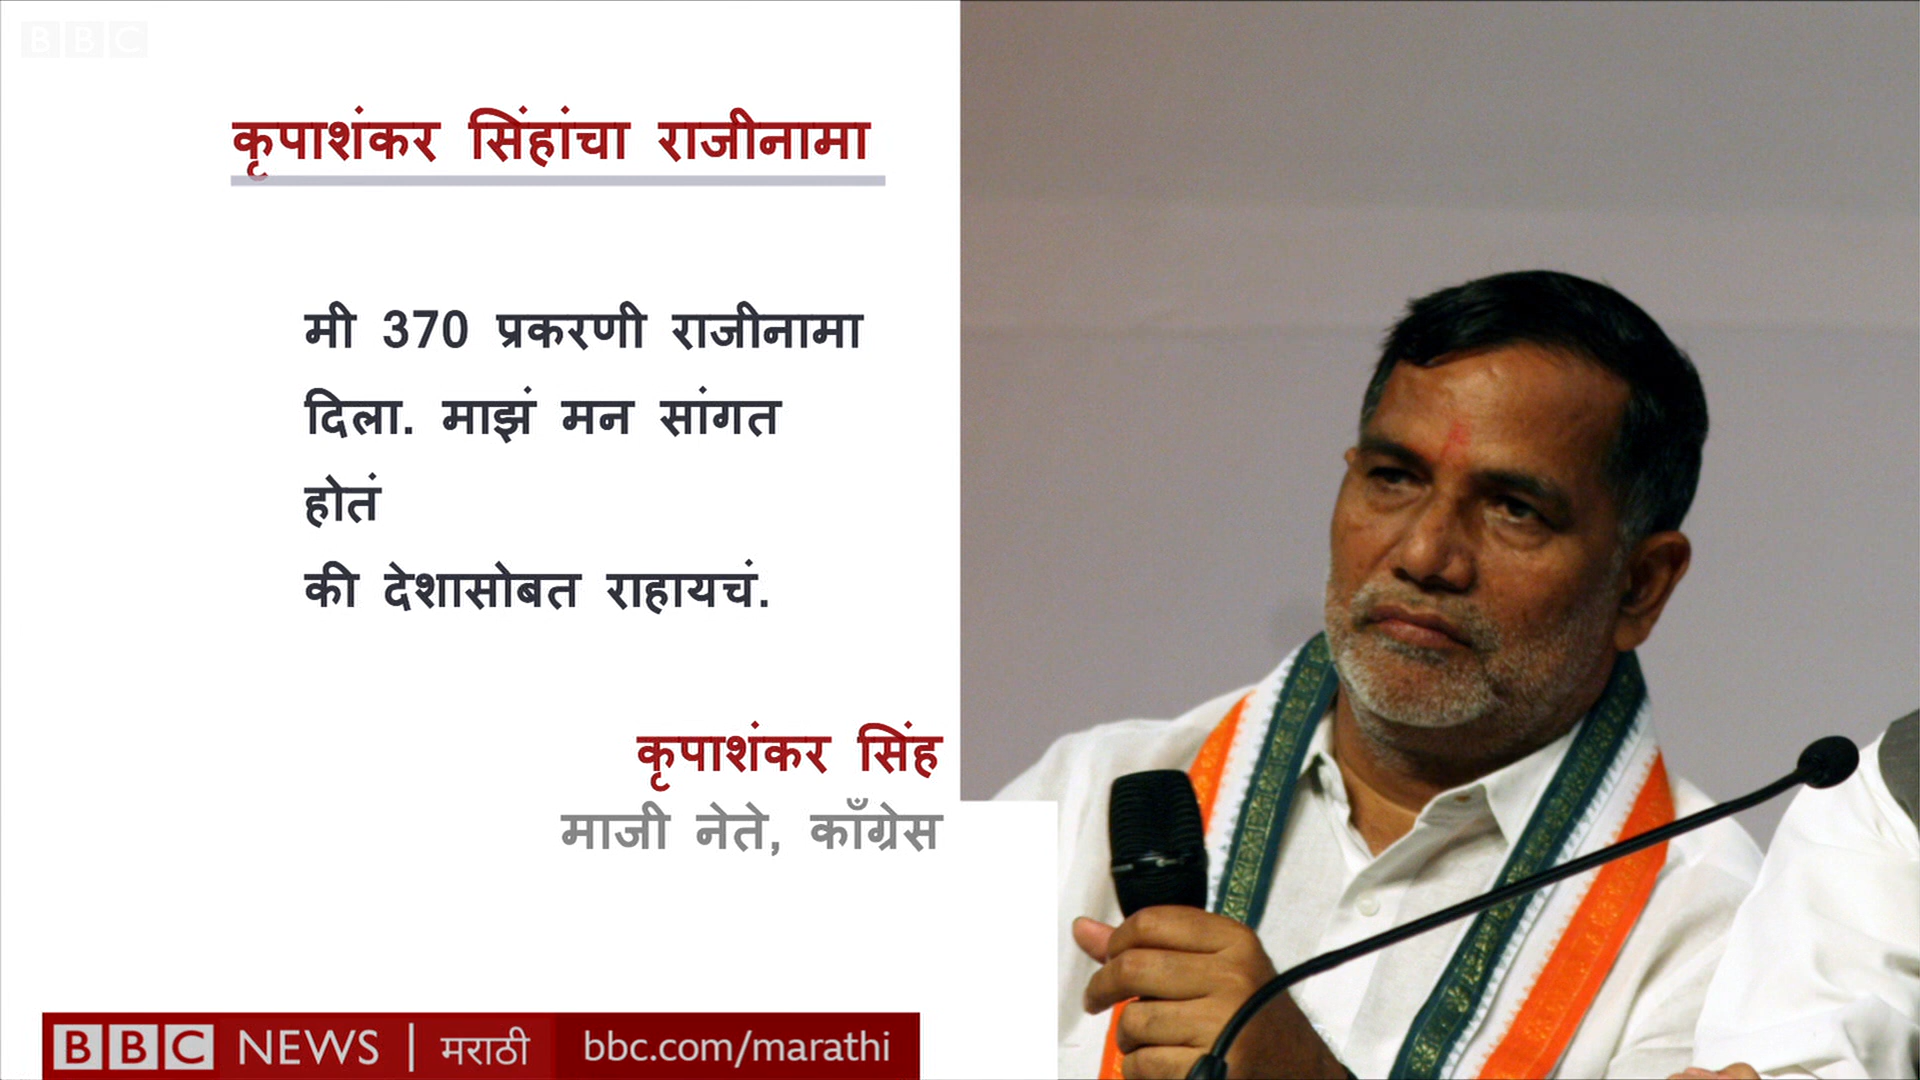 BBC
कृपाशंकर सिंहांचा राजीनामा
मी 370 प्रकरणी राजीनामा
दिला. माझं मन सांगत
होतं
की देशासोबत राहायचं.
कृपाशंकर सिंह
माजी नेते, काँग्रेस
BBC NEWS | मराठी bbc.com/marathi